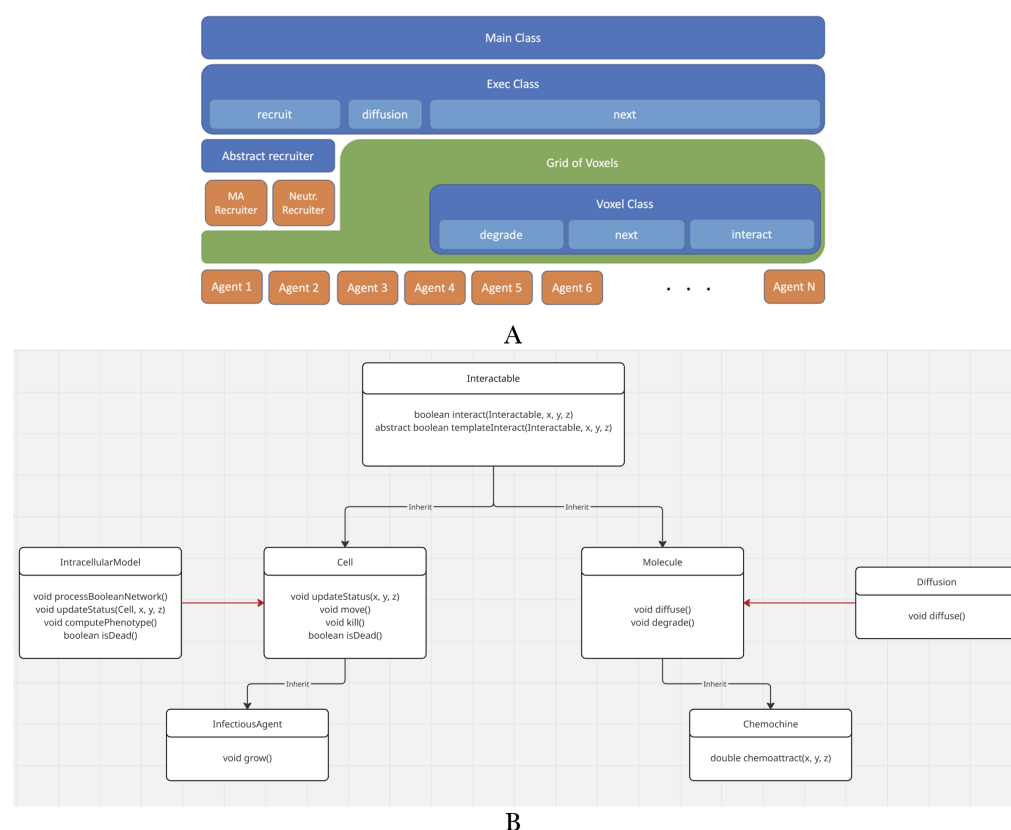 Main Class
Exec Class
recruit
diffusion
next
Abstract recruiter
Grid of Voxels
MA
Recruiter
Neutr.
Recruiter
Voxel Class
degrade
next
interact
Agent 1
Agent 2
Agent 3
Agent 4
Agent 5
Agent 6
. . .
Agent N
A
Interactable
boolean interact(Interactable, x, y, z)
abstract boolean templateInteract(Interactable, x, y, z)
Inherit
Inherit
IntracellularModel
void processBooleanNetwork()
void updateStatus(Cell, x, y, z)
void computePhenotype()
boolean isDead()
Cell
void updateStatus(x, y, z)
void move()
void kill()
boolean isDead()
Molecule
void diffuse()
void degrade()
Diffusion
void diffuse()
Inherit
Inherit
InfectiousAgent
void grow()
Chemochine
double chemoattract(x, y, z)
B